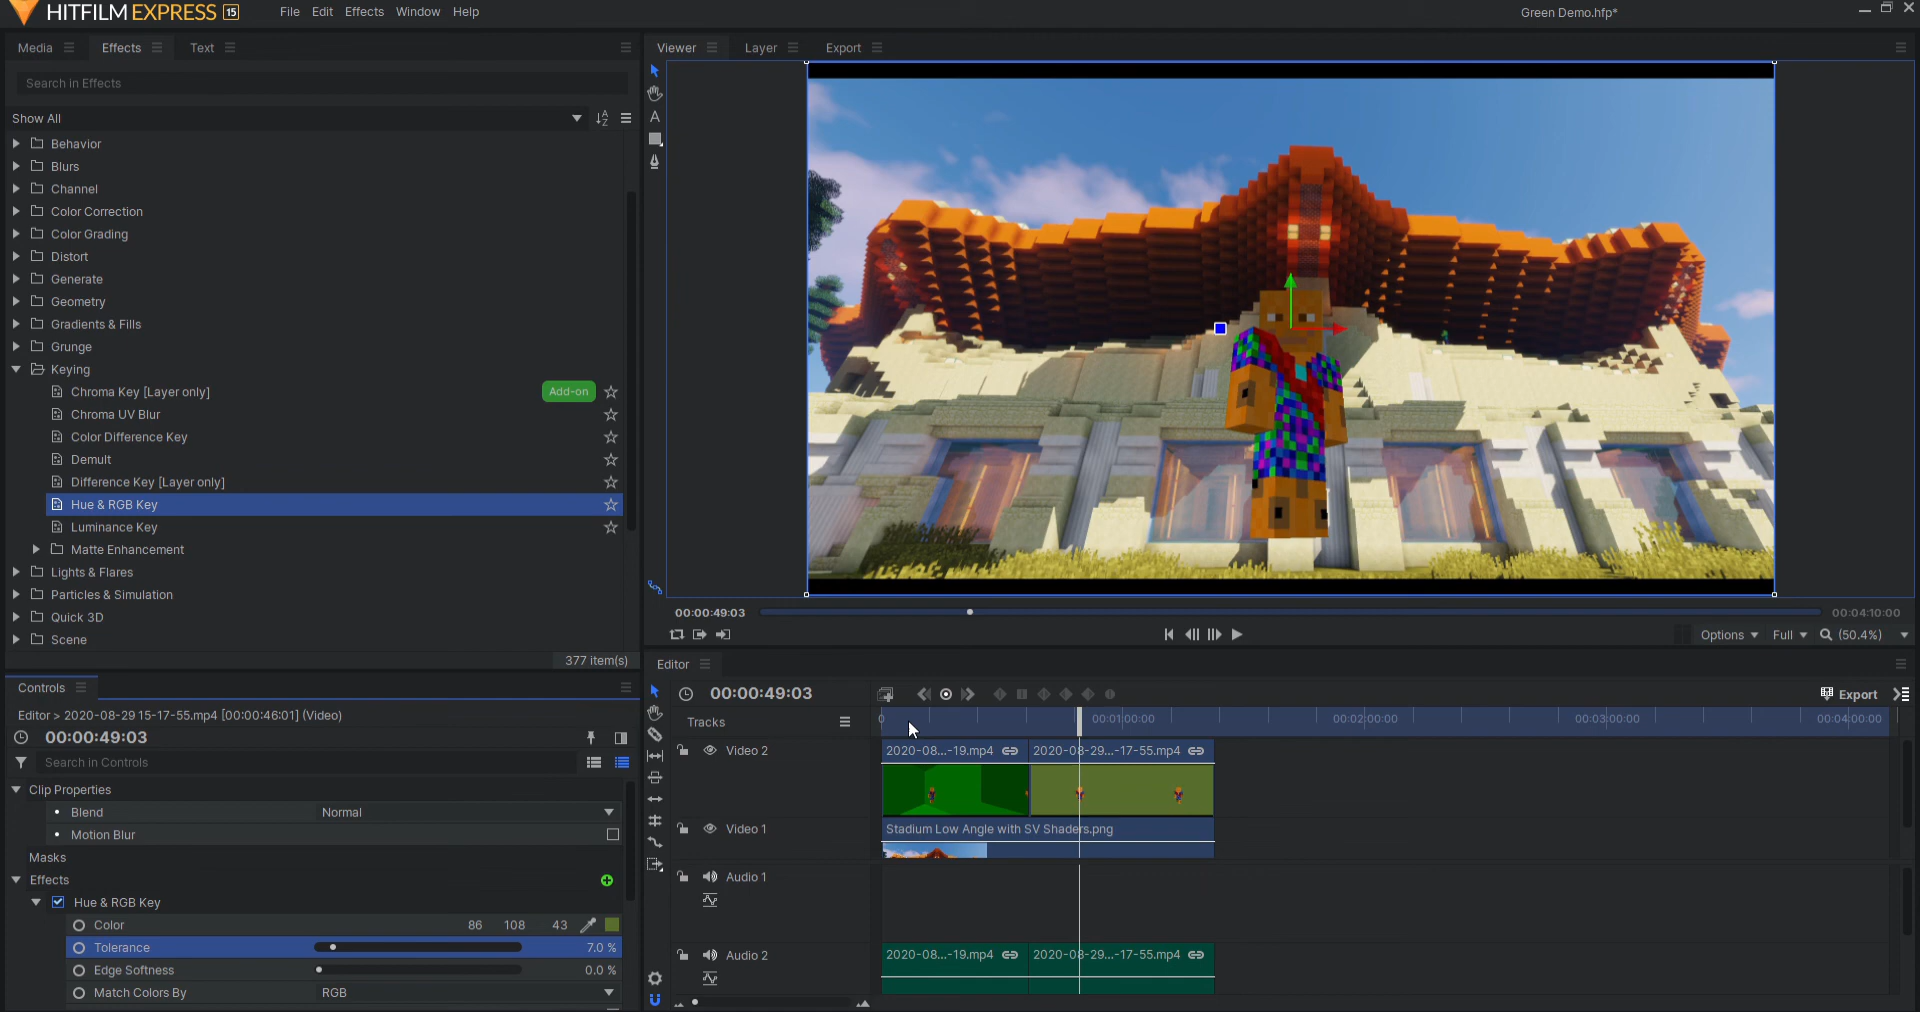 HITFILM EXPRESS 15 File Edit Effects Window Help Green Demo.hfp*
Media Effects Text
Search in Effects
Show All
Behavior
Blurs
Channel
Color Correction
Color Grading
Distort
Generate
Geometry
Gradients & Fills
Grunge
Keying
Chroma Key [Layer only] Add-on
Chroma UV Blur
Color Difference Key
Demult
Difference Key [Layer only]
Hue & RGB Key
Luminance Key
Matte Enhancement
Lights & Flares
Particles & Simulation
Quick 3D
Scene
377 item(s)
Viewer Layer Export
A
00:00:49:03 00:04:10:00
Options Full (50.4%)
Controls
Editor > 2020-08-29 15-17-55.mp4 [00:00:46:01] (Video)
00:00:49:03
Search in Controls
Clip Properties
Blend Normal
Motion Blur
Masks
Effects
Hue & RGB Key
Color 86 108 43
Tolerance 7.0 %
Edge Softness 0.0 %
Match Colors By RGB
Editor
00:00:49:03 Export
Tracks 0 00:01:00:00 00:02:00:00 00:03:00:00 00:04:00:00
Video 2 2020-08...-19.mp4 2020-08-29...-17-55.mp4
Video 1 Stadium Low Angle with SV Shaders.png
Audio 1
Audio 2 2020-08...-19.mp4 2020-08-29...-17-55.mp4